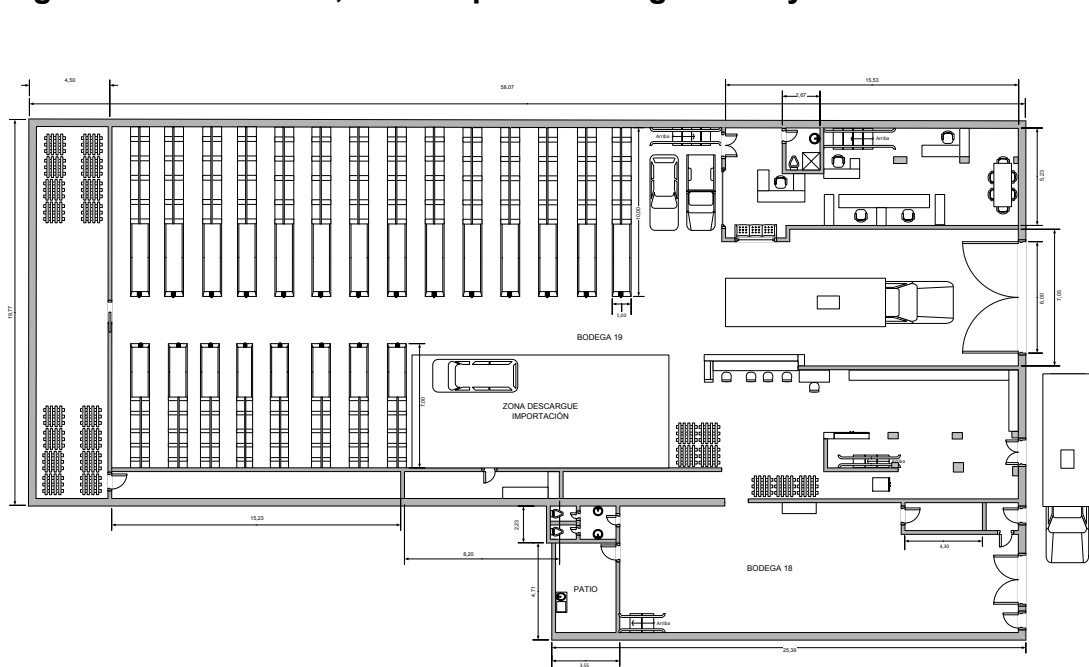 4,50
58,07
15,53
2,67
Arriba
Arriba
5,23
10,00
19,77
6,00
7,05
1,00
BODEGA 19
7,00
ZONA DESCARGUE
IMPORTACIÓN
Arriba
15,23
2,23
8,20
4,30
4,71
BODEGA 18
PATIO
Arriba
25,39
3,55